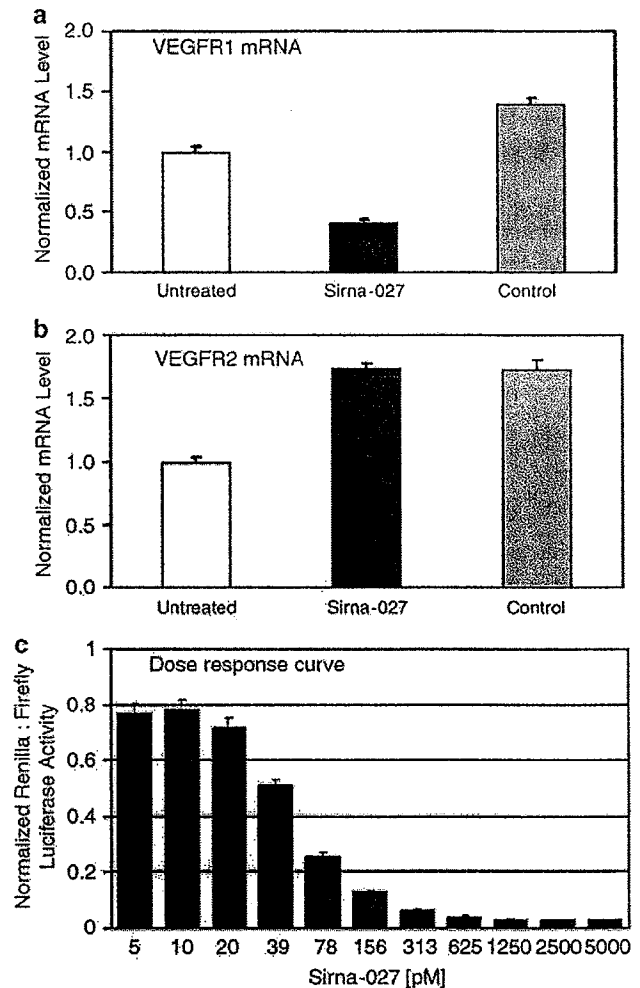 a
VEGFR1 mRNA
Normalized mRNA Level
2.0
1.5
1.0
0.5
0.0
Untreated Sirna-027 Control
b
VEGFR2 mRNA
Normalized mRNA Level
2.0
1.5
1.0
0.5
0.0
Untreated Sirna-027 Control
c
Dose response curve
Normalized Renilla : Firefly
Luciferase Activity
1
0.8
0.6
0.4
0.2
0
5 10 20 39 78 156 313 625 1250 2500 5000
Sirna-027 [pM]